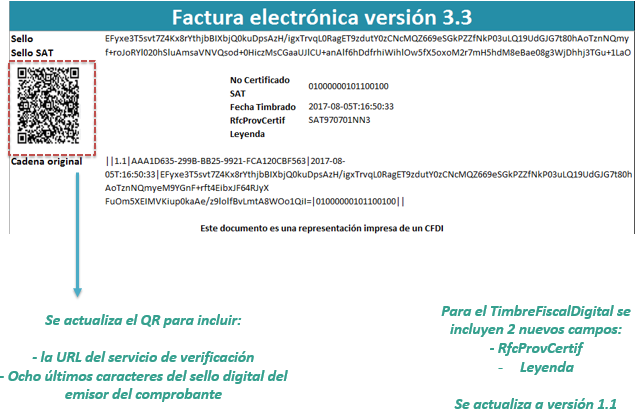 Factura electrónica versión 3.3
Sello EFyxe3T5svt7Z4Kx8rYthjbBIXbjQ0kuDpsAzH/igxTrvqL0RagET9zdutY0zCNcMQZ669eSGkPZZfNkP03uLQ19UdGJG7t80hAoTznNQmy
Sello SAT f+roJoRYl020hSluAmsaVNVQsod+0HiczMsCGaaUJlCU+anAlf6hDdfrhiWihlOw5fX5oxoM2r7mH5hdM8eBae08g3WjDhhj3TGu+1LaO
No Certificado
SAT 01000000101100100
Fecha Timbrado 2017-08-05T:16:50:33
RfcProvCertif SAT970701NN3
Leyenda
Cadena original ||1.1|AAA1D635-299B-BB25-9921-FCA120CBF563|2017-08-
05T:16:50:33|EFyxe3T5svt7Z4Kx8rYthjbBIXbjQ0kuDpsAzH/igxTrvqL0RagET9zdutY0zCNcMQZ669eSGkPZZfNkP03uLQ19UdGJG7t80h
AoTznNQmyeM9YGnF+rft4EibxJF64RJyX
FuOm5XEIMVKiup0kaAe/z9lolfBvLmtA8WOo1QiI=|01000000101100100||
Este documento es una representación impresa de un CFDI
Se actualiza el QR para incluir:
- la URL del servicio de verificación
- Ocho últimos caracteres del sello digital del
emisor del comprobante
Para el TimbreFiscalDigital se
incluyen 2 nuevos campos:
- RfcProvCertif
- Leyenda
Se actualiza a versión 1.1